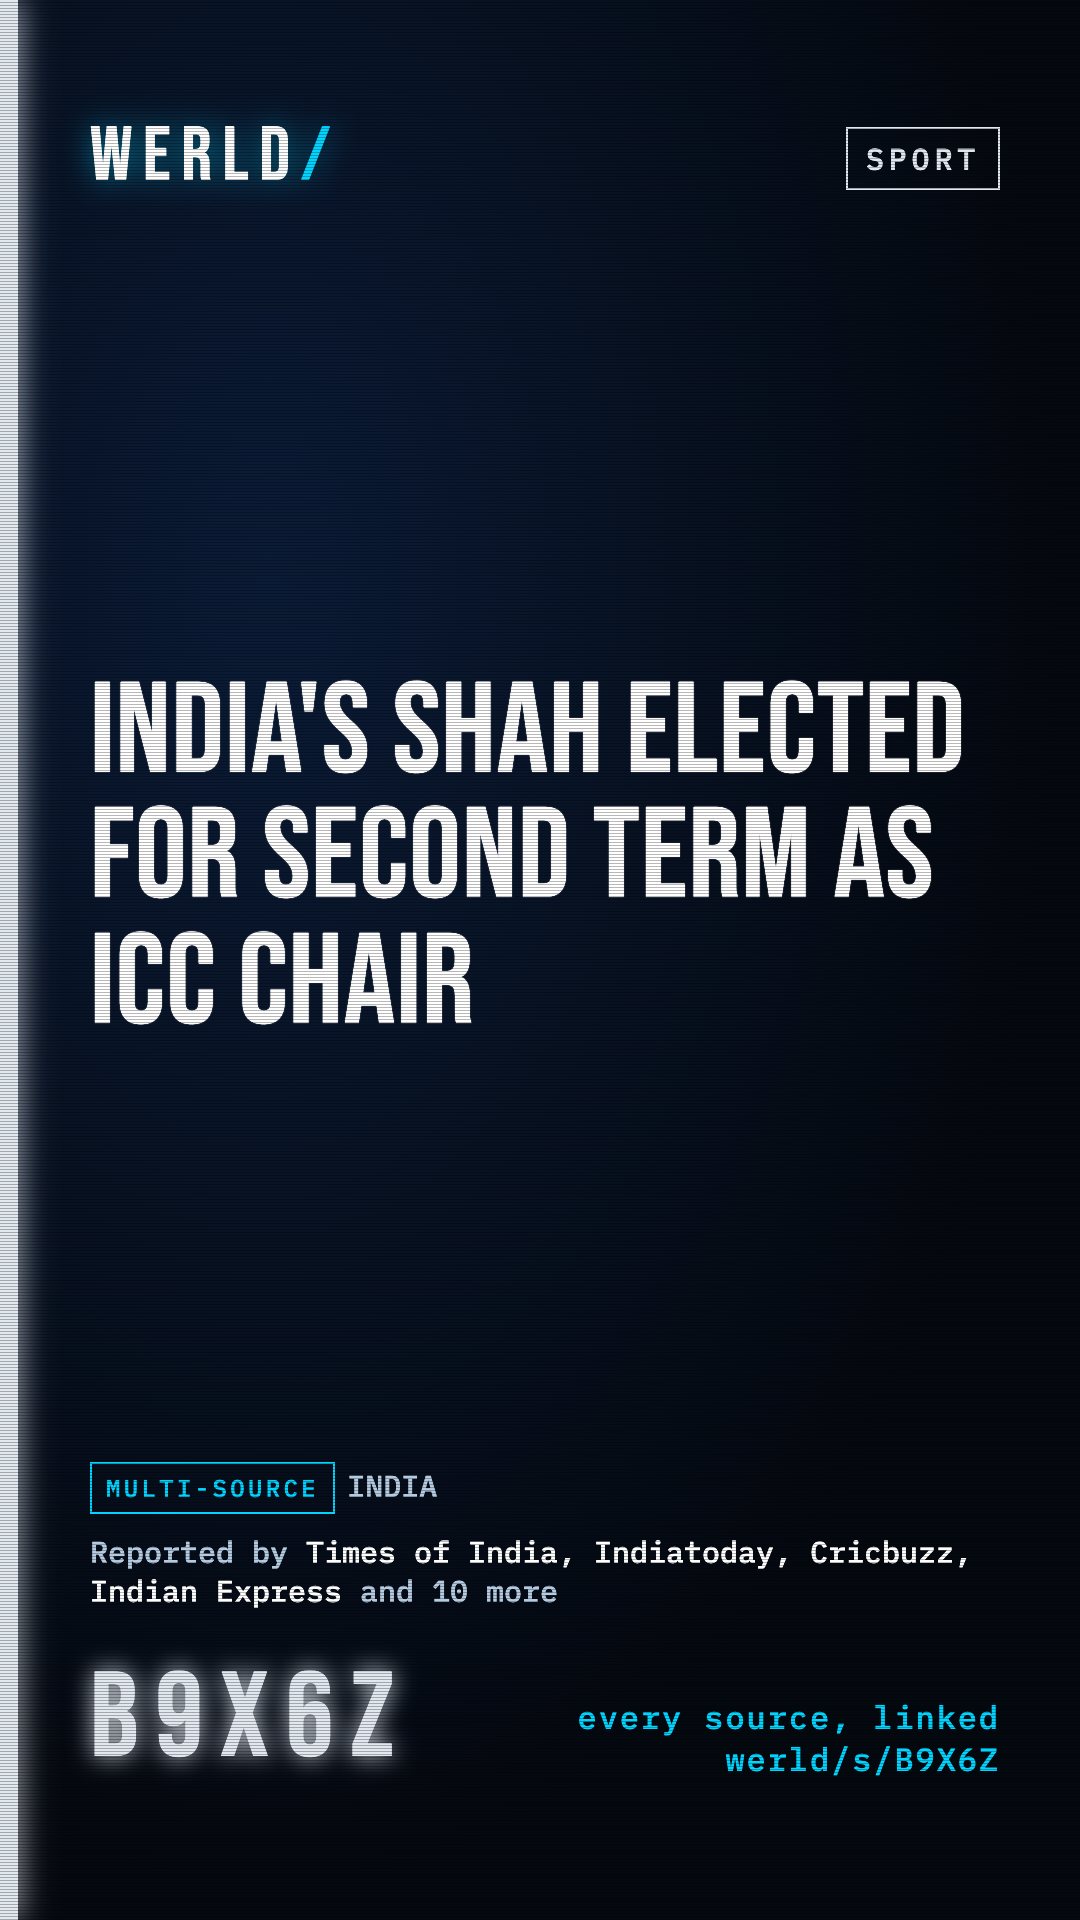 WERLD/
SPORT
INDIA'S SHAH ELECTED
FOR SECOND TERM AS
ICC CHAIR
MULTI-SOURCE INDIA
Reported by Times of India, Indiatoday, Cricbuzz,
Indian Express and 10 more
B9X6Z
every source, linked
werld/s/B9X6Z